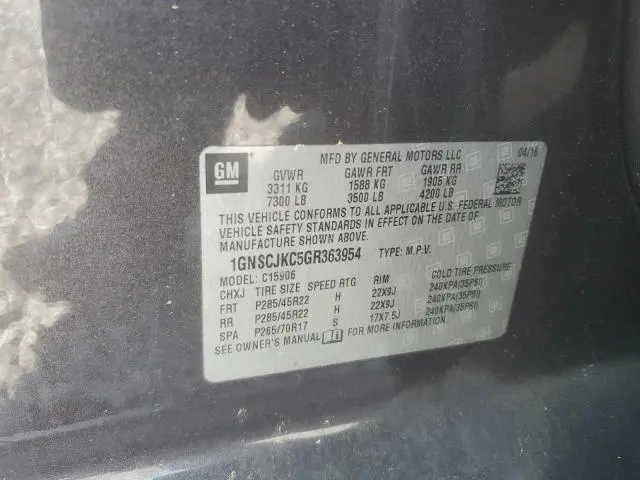 GM
MFD BY GENERAL MOTORS LLC 04/16
GVWR GAWR FRT GAWR RR
3311 KG 1588 KG 1905 KG
7300 LB 3500 LB 4200 LB
THIS VEHICLE CONFORMS TO ALL APPLICABLE U.S. FEDERAL MOTOR
VEHICLE SAFETY STANDARDS IN EFFECT ON THE DATE OF
MANUFACTURE SHOWN ABOVE.
1GNSCJKC5GR363954 TYPE: M.P.V.
MODEL: C15906
CHXJ TIRE SIZE SPEED RTG RIM COLD TIRE PRESSURE
FRT P285/45R22 H 22X9J 240KPA(35PSI)
RR P285/45R22 H 22X9J 240KPA(35PSI)
SPA P265/70R17 S 17X7.5J 240KPA(35PSI)
SEE OWNER'S MANUAL FOR MORE INFORMATION